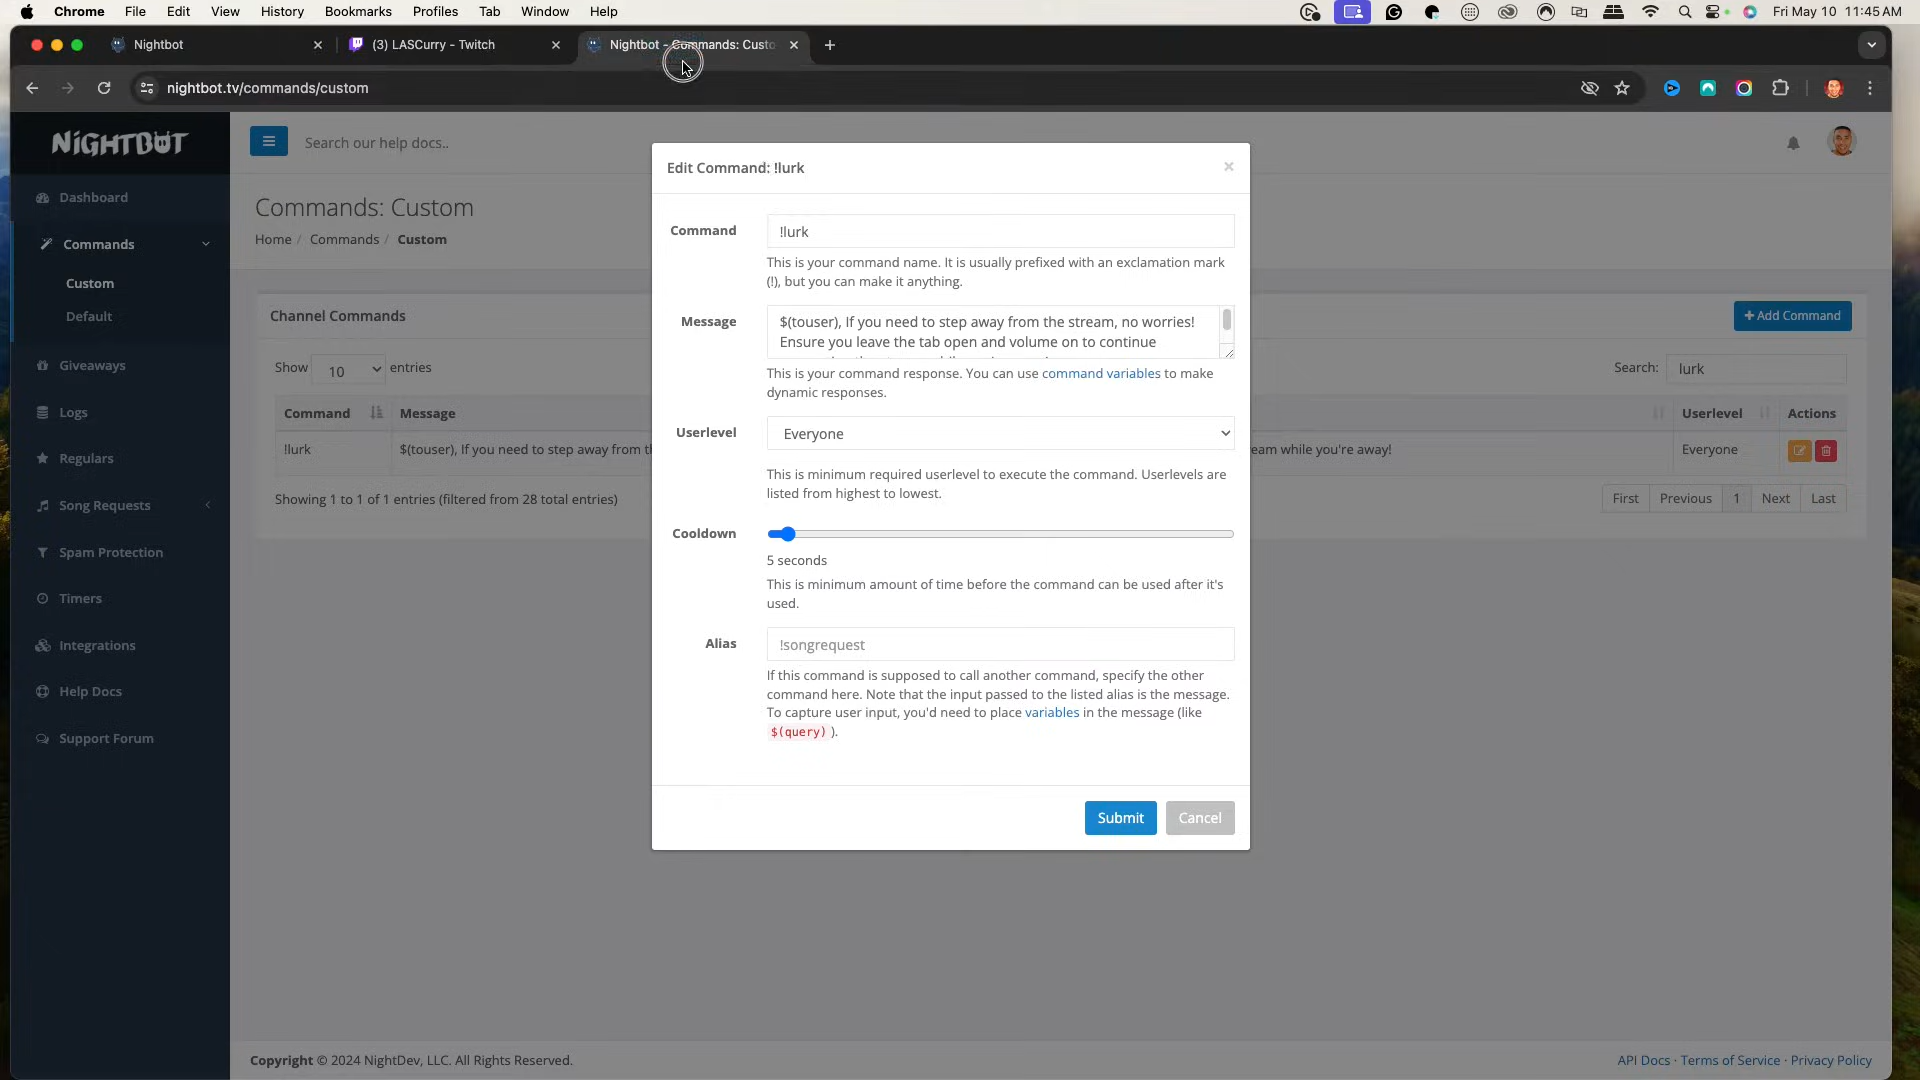 Chrome File Edit View History Bookmarks Profiles Tab Window Help Fri May 10 11:45 AM
Nightbot (3) LASCurry - Twitch Nightbot - Commands: Custo
nightbot.tv/commands/custom
NiGHTBOT
Search our help docs..
Dashboard
Commands
Custom
Default
Giveaways
Logs
Regulars
Song Requests
Spam Protection
Timers
Integrations
Help Docs
Support Forum
Commands: Custom
Home / Commands / Custom
Channel Commands
+ Add Command
Show 10 entries
Search: lurk
Command Message Userlevel Actions
!lurk $(touser), If you need to step away from t eam while you're away! Everyone
Showing 1 to 1 of 1 entries (filtered from 28 total entries)
First Previous 1 Next Last
Edit Command: !lurk
×
Command !lurk
This is your command name. It is usually prefixed with an exclamation mark
(!), but you can make it anything.
Message $(touser), If you need to step away from the stream, no worries!
Ensure you leave the tab open and volume on to continue
This is your command response. You can use command variables to make
dynamic responses.
Userlevel Everyone
This is minimum required userlevel to execute the command. Userlevels are
listed from highest to lowest.
Cooldown
5 seconds
This is minimum amount of time before the command can be used after it's
used.
Alias !songrequest
If this command is supposed to call another command, specify the other
command here. Note that the input passed to the listed alias is the message.
To capture user input, you'd need to place variables in the message (like
$(query) ).
Submit Cancel
Copyright © 2024 NightDev, LLC. All Rights Reserved.
API Docs · Terms of Service · Privacy Policy